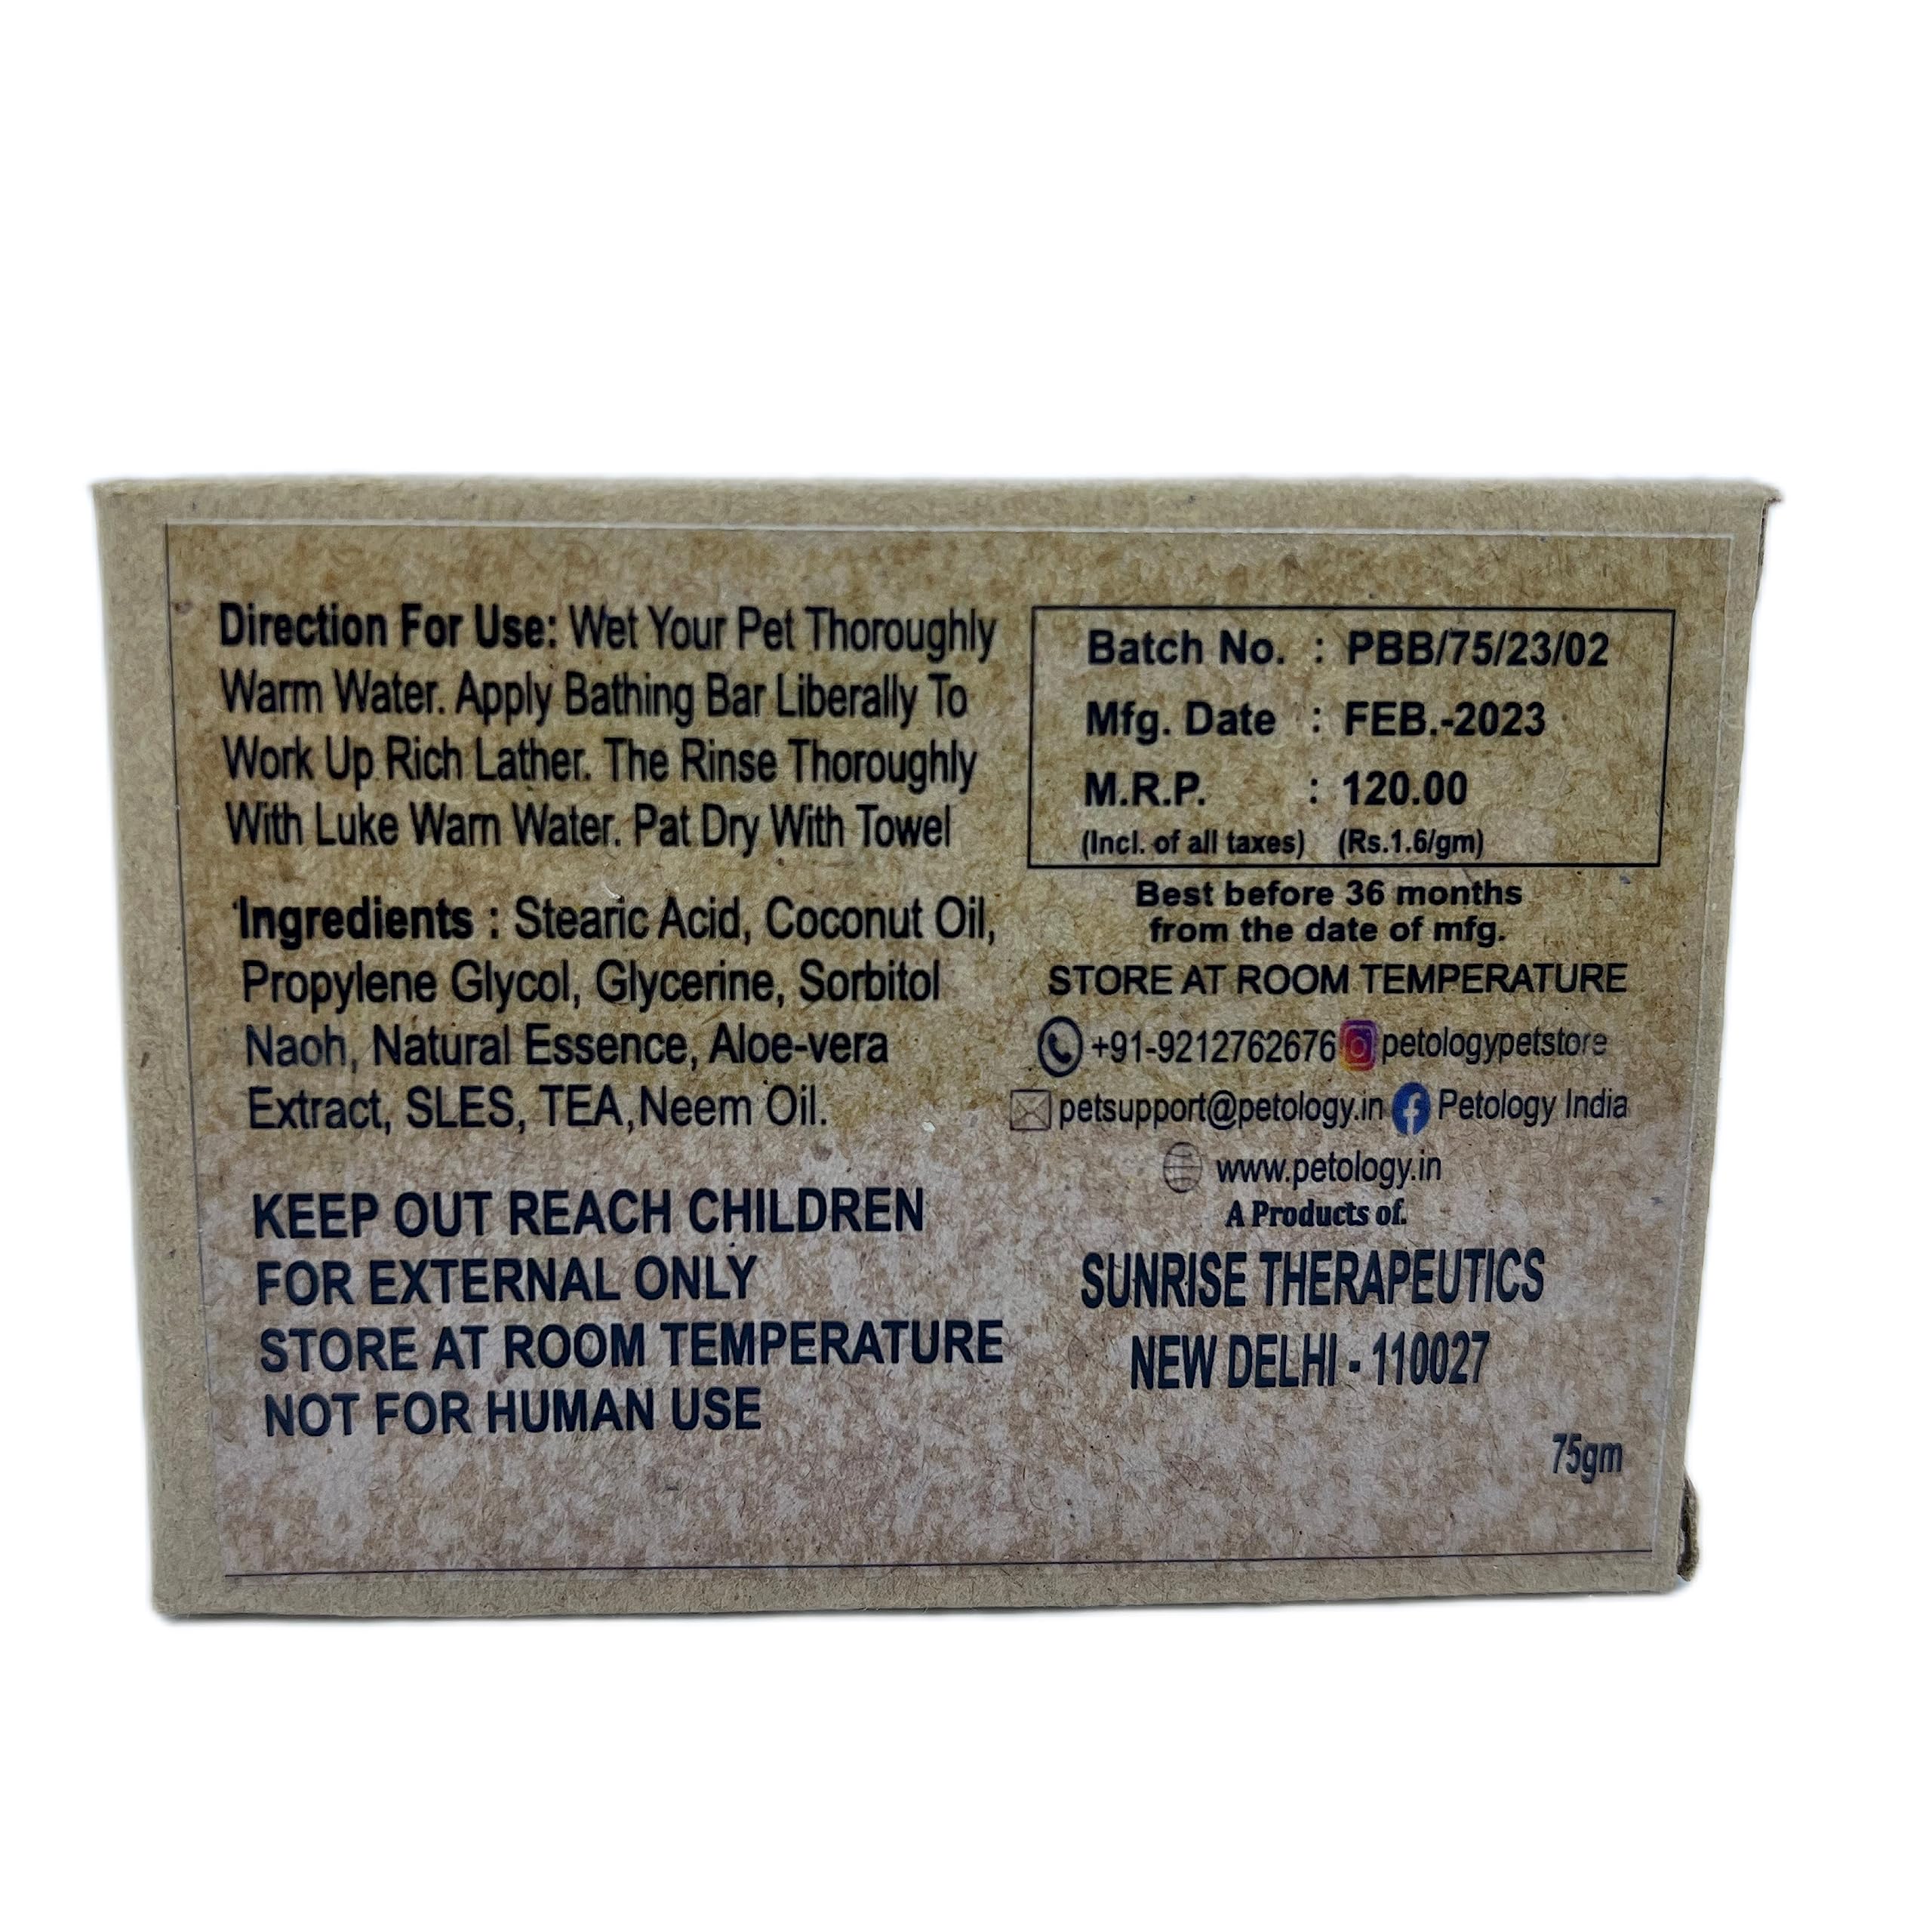 Direction For Use: Wet Your Pet Thoroughly
Warm Water. Apply Bathing Bar Liberally To
Work Up Rich Lather. The Rinse Thoroughly
With Luke Warn Water. Pat Dry With Towel
Ingredients : Stearic Acid, Coconut Oil,
Propylene Glycol, Glycerine, Sorbitol
Naoh, Natural Essence, Aloe-vera
Extract, SLES, TEA,Neem Oil.
KEEP OUT REACH CHILDREN
FOR EXTERNAL ONLY
STORE AT ROOM TEMPERATURE
NOT FOR HUMAN USE
Batch No. : PBB/75/23/02
Mfg. Date : FEB.-2023
M.R.P. : 120.00
(Incl. of all taxes) (Rs.1.6/gm)
Best before 36 months
from the date of mfg.
STORE AT ROOM TEMPERATURE
+91-9212762676 petologypetstore
petsupport@petology.in Petology India
www.petology.in
A Products of.
SUNRISE THERAPEUTICS
NEW DELHI - 110027
75gm